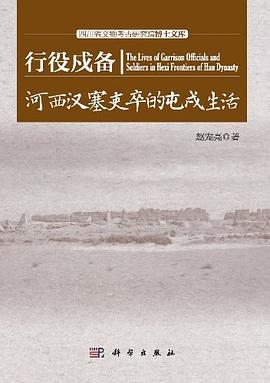 四川省文物考古研究院博士文库
行役戍备
The Lives of Garrison Officials and
Soldiers in Hexi Frontiers of Han Dynasty
河西汉塞吏卒的屯戍生活
赵宠亮◎著
科学出版社